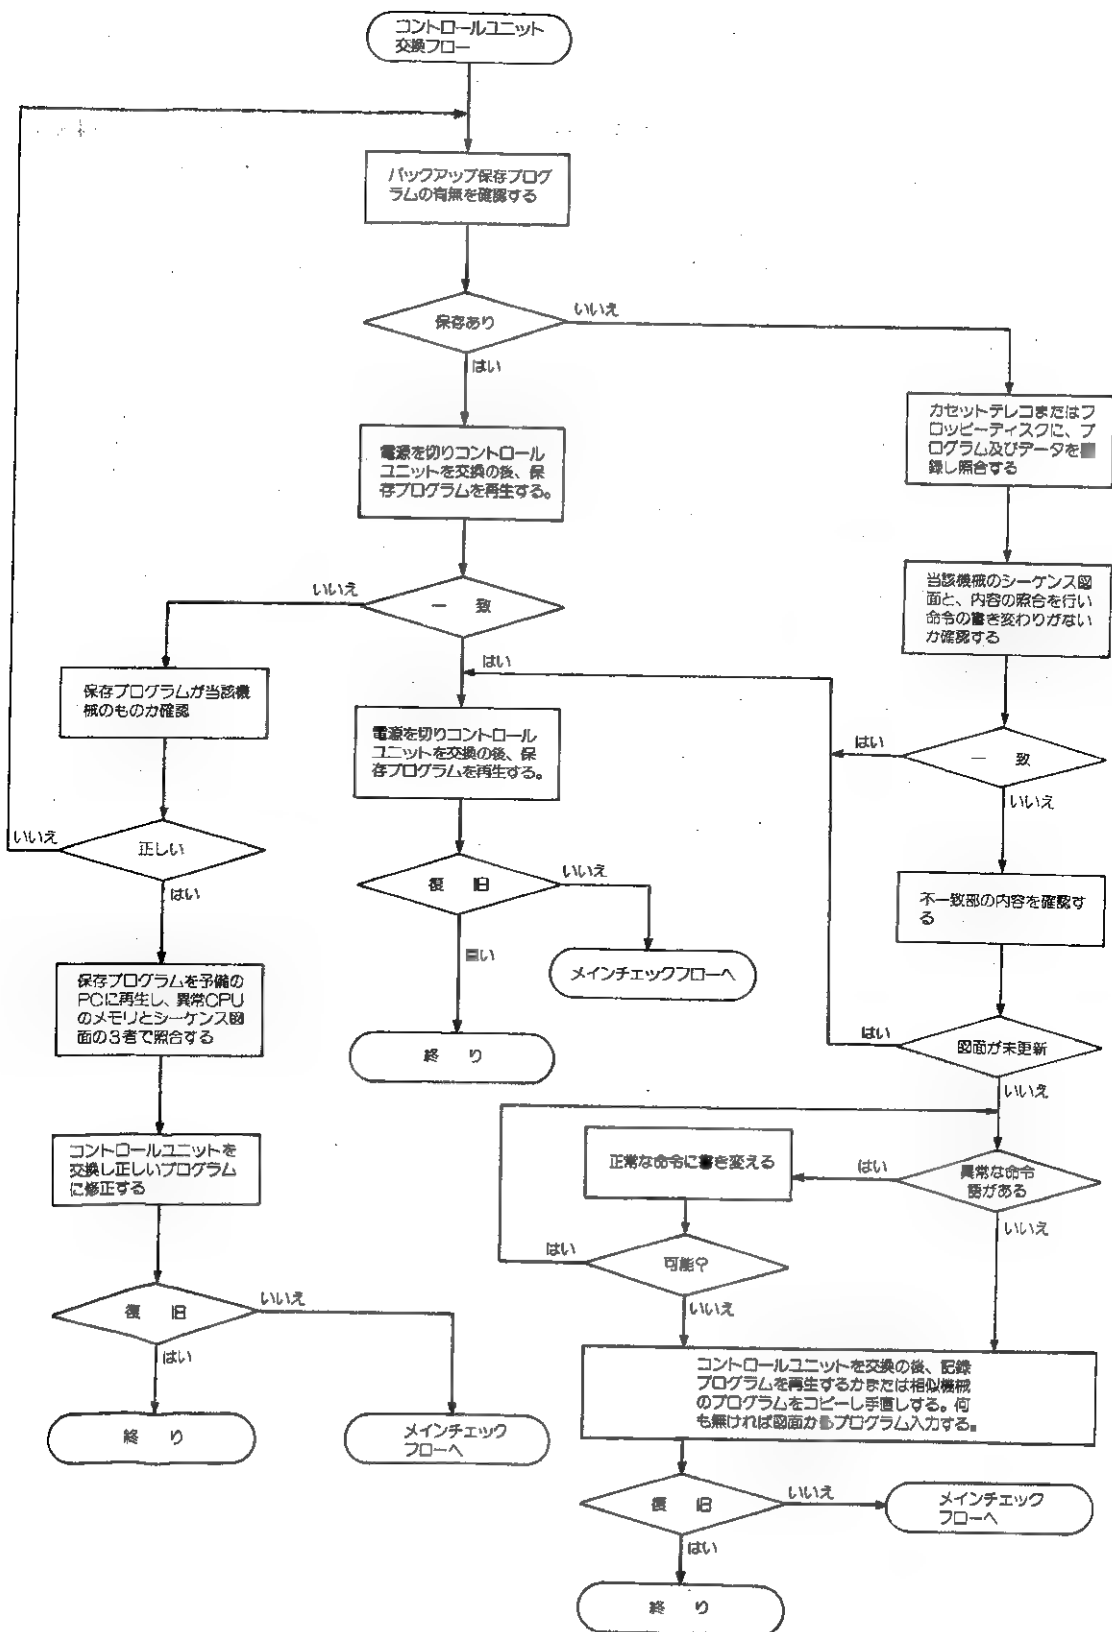 コントロールユニット
交換フロー
バックアップ保存プログ
ラムの有無を確認する
保存あり
いいえ
はい
電源を切りコントロール
ユニットを交換の後、保
存プログラムを再生する。
カセットテレコまたはフ
ロッピーディスクに、プ
ログラム及びデータを
録し照合する
一 致
いいえ
はい
当該機械のシーケンス図
面と、内容の照合を行い
命令の書き変わりがない
か確認する
保存プログラムが当該機
械のものか確認
電源を切りコントロール
ユニットを交換の後、保
存プログラムを再生する。
一 致
はい
いいえ
正しい
いいえ
はい
復 旧
いいえ
い
メインチェックフローへ
終 り
不一致部の内容を確認す
る
保存プログラムを予備の
PCに再生し、異常CPU
のメモリとシーケンス図
面の3者で照合する
図面が未更新
はい
いいえ
コントロールユニットを
交換し正しいプログラム
に修正する
正常な命令に書き変える
異常な命令
語がある
はい
いいえ
可能？
はい
いいえ
復 旧
いいえ
はい
終 り
メインチェック
フローへ
コントロールユニットを交換の後、記録
プログラムを再生するかまたは相似機械
のプログラムをコピーし手直しする。何
も無ければ図面か プログラム入力する。
復 旧
いいえ
はい
メインチェック
フローへ
終 り